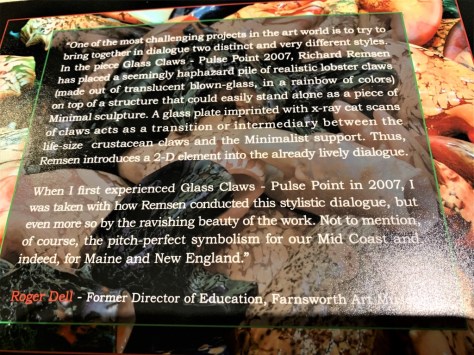 "One of the most challenging projects in the art world is to try to
bring together in dialogue two distinct and very different styles.
In the piece Glass Claws - Pulse Point 2007, Richard Remsen
has placed a seemingly haphazard pile of realistic lobster claws
(made out of translucent blown-glass, in a rainbow of colors)
on top of a structure that could easily stand alone as a piece of
Minimal sculpture. A glass plate imprinted with x-ray cat scans
of claws acts as a transition or intermediary between the
life-size crustacean claws and the Minimalist support. Thus,
Remsen introduces a 2-D element into the already lively dialogue.
When I first experienced Glass Claws - Pulse Point in 2007, I
was taken with how Remsen conducted this stylistic dialogue, but
even more so by the ravishing beauty of the work. Not to mention,
of course, the pitch-perfect symbolism for our Mid Coast and
indeed, for Maine and New England."
Roger Dell - Former Director of Education, Farnsworth Art